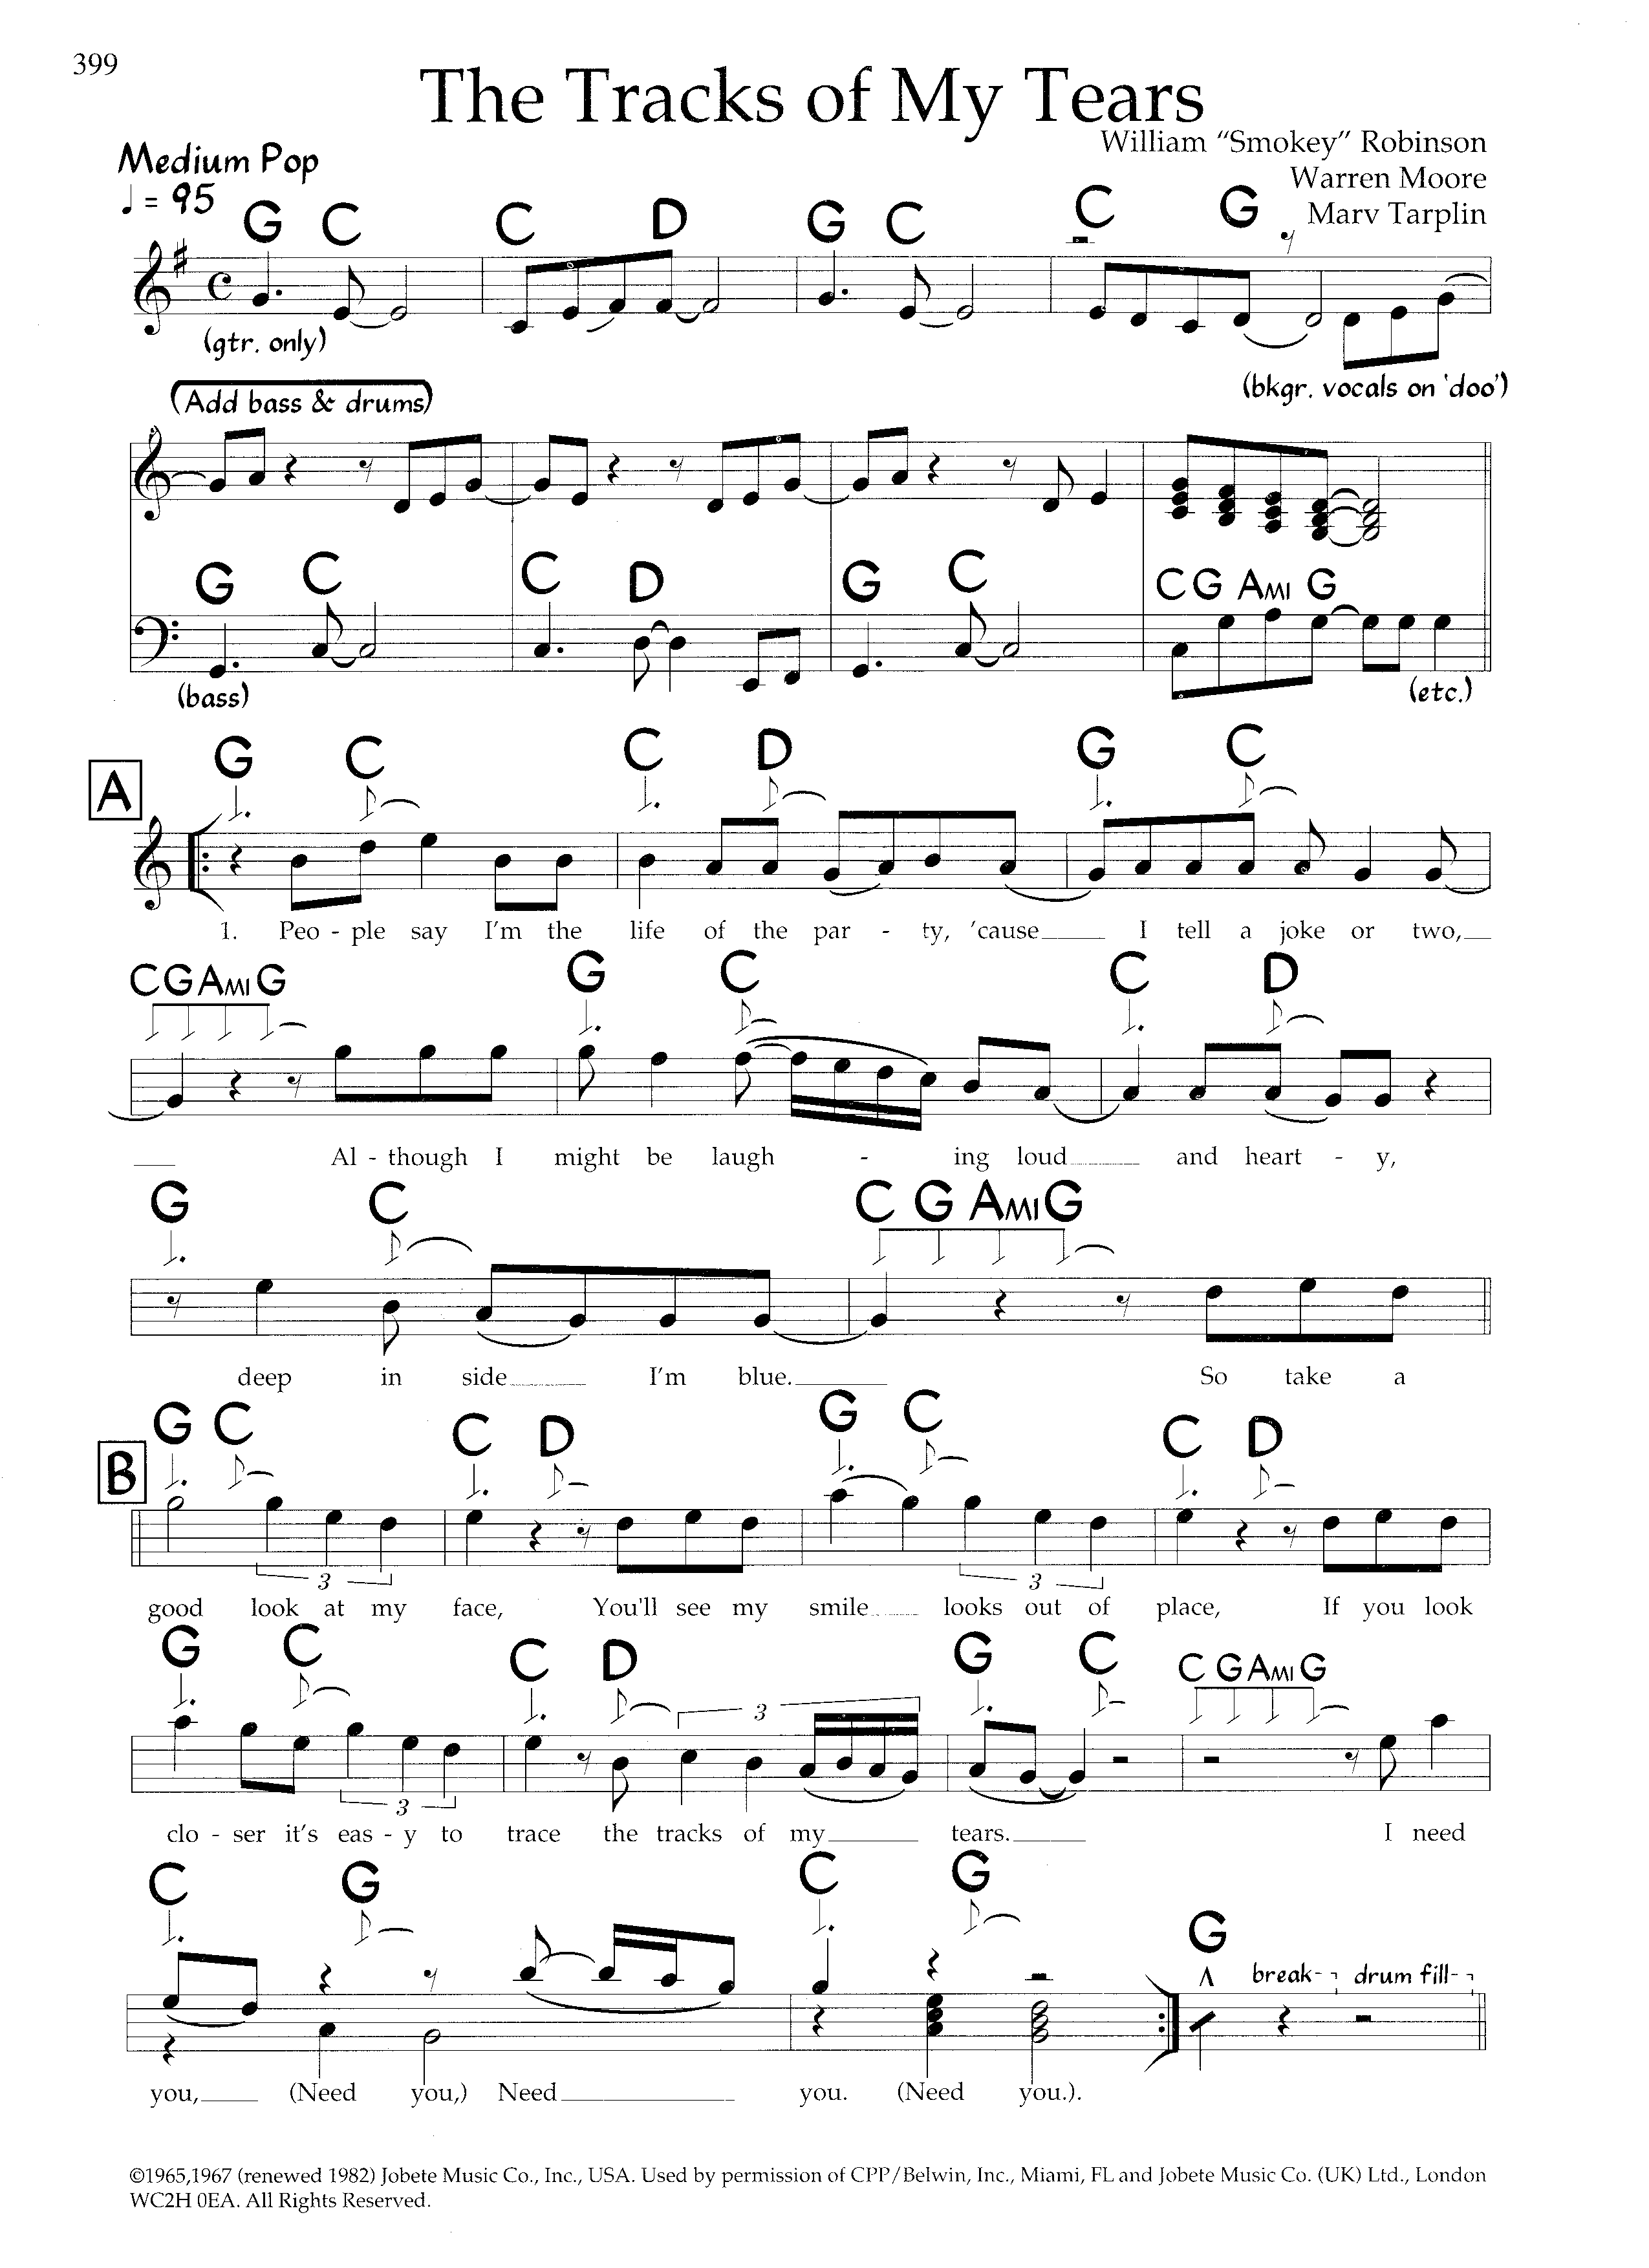 399
The Tracks of My Tears
William “Smokey” Robinson
Medium Pop
Warren Moore
♩ = 95
Marv Tarplin
G C C D G C C G
(gtr. only)
(bkgr. vocals on 'doo')
(Add bass & drums)
G C C D G C C G AMI G
(bass)
(etc.)
G C C D G C
A
1. Peo - ple say I'm the life of the par - ty, 'cause I tell a joke or two,
C G AMI G G C C D
Al - though I might be laugh - ing loud and heart - y,
G C C G AMI G
deep in side I'm blue. So take a
G C C D G C C D
B
3 3
good look at my face, You'll see my smile looks out of place, If you look
G C C D G C C G AMI G
3
3
clo - ser it's eas - y to trace the tracks of my tears. I need
C G C G G
break- drum fill-
you, (Need you,) Need you. (Need you.).
©1965,1967 (renewed 1982) Jobete Music Co., Inc., USA. Used by permission of CPP/Belwin, Inc., Miami, FL and Jobete Music Co. (UK) Ltd., London
WC2H 0EA. All Rights Reserved.